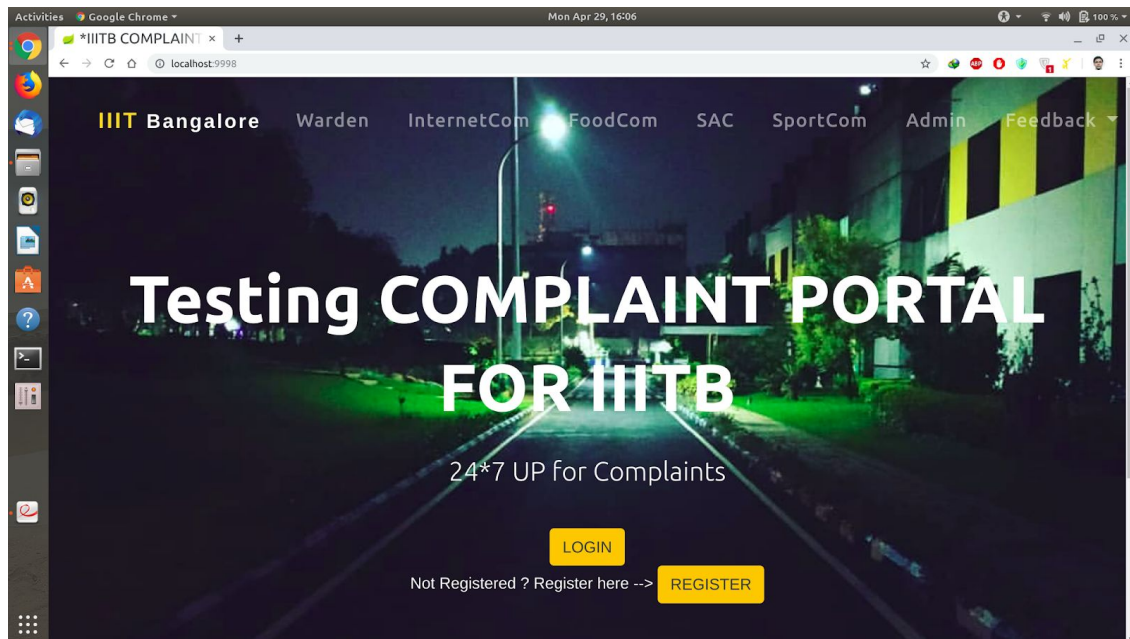 Activities Google Chrome Mon Apr 29, 16:06 100 %
*IIITB COMPLAINT
localhost:9998
ABP 1
IIIT Bangalore Warden InternetCom FoodCom SAC SportCom Admin Feedback
Testing COMPLAINT PORTAL
FOR IIITB
24*7 UP for Complaints
LOGIN
Not Registered ? Register here --> REGISTER